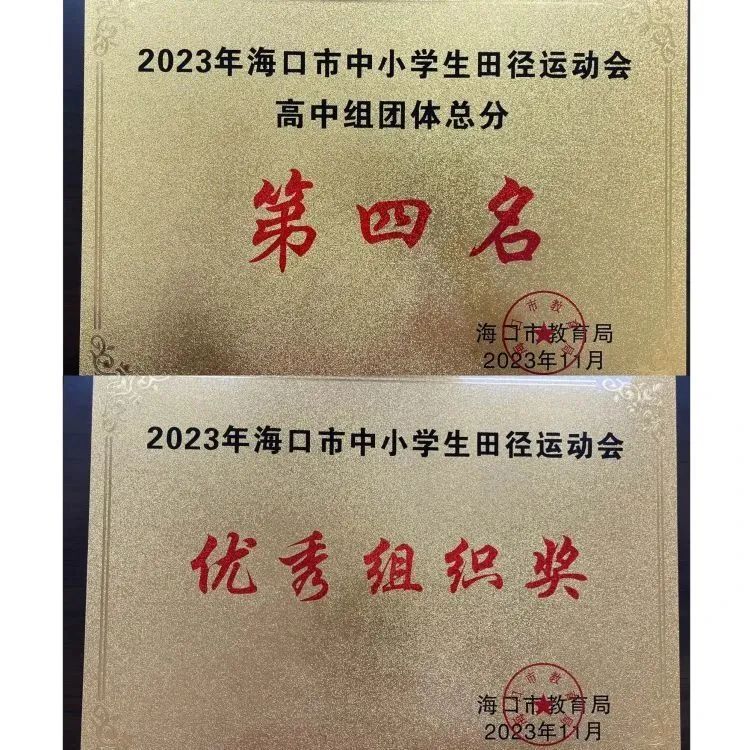 2023年海口市中小学生田径运动会
高中组团体总分
第四名
海口市教育局
2023年11月
2023年海口市中小学生田径运动会
优秀组织奖
海口市教育局
2023年11月